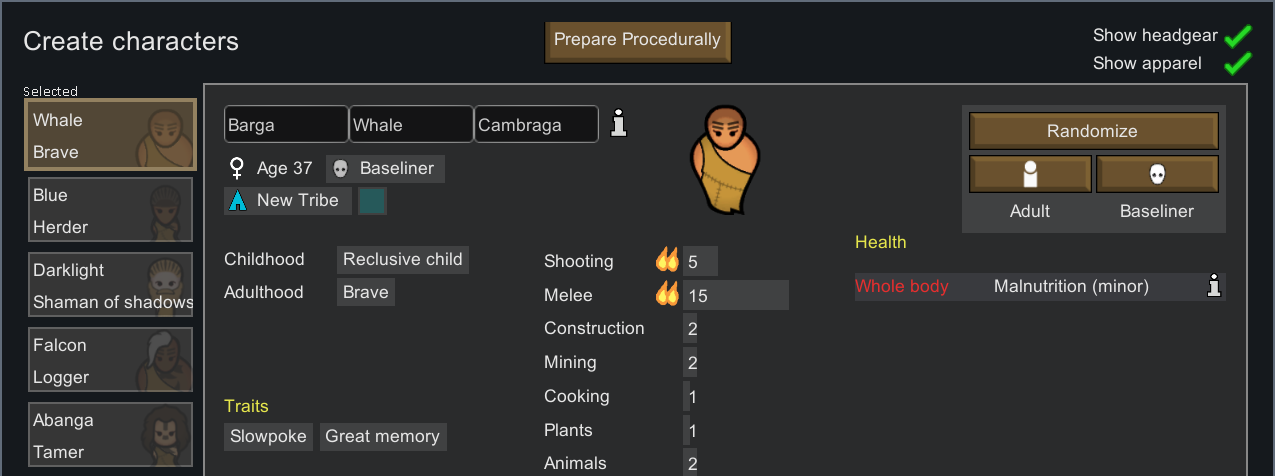 Create characters
Prepare Procedurally
Show headgear
Show apparel
Selected
Whale
Brave
Blue
Herder
Darklight
Shaman of shadows
Falcon
Logger
Abanga
Tamer
Barga Whale Cambraga
Age 37 Baseliner
New Tribe
Childhood Reclusive child
Adulthood Brave
Traits
Slowpoke Great memory
Shooting 5
Melee 15
Construction 2
Mining 2
Cooking 1
Plants 1
Animals 2
Randomize
Adult Baseliner
Health
Whole body Malnutrition (minor)